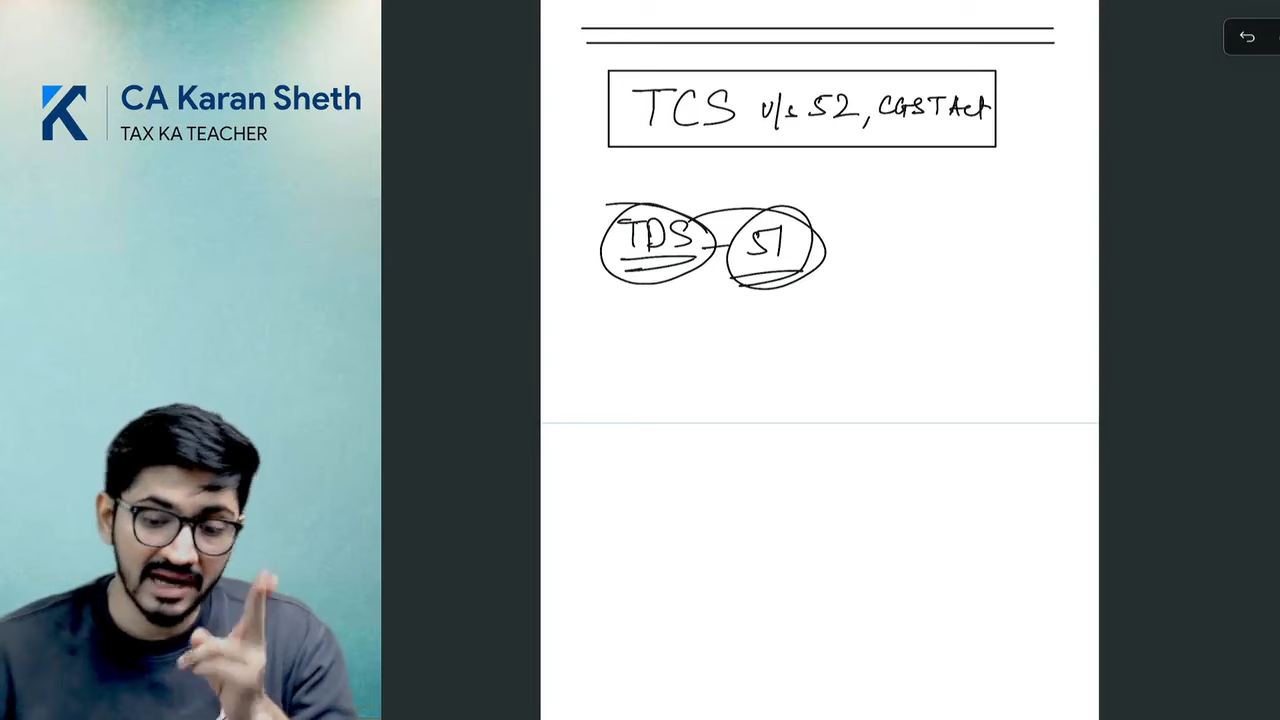 CA Karan Sheth
TAX KA TEACHER
TCS u/s 52, CGST Act
TDS - 51